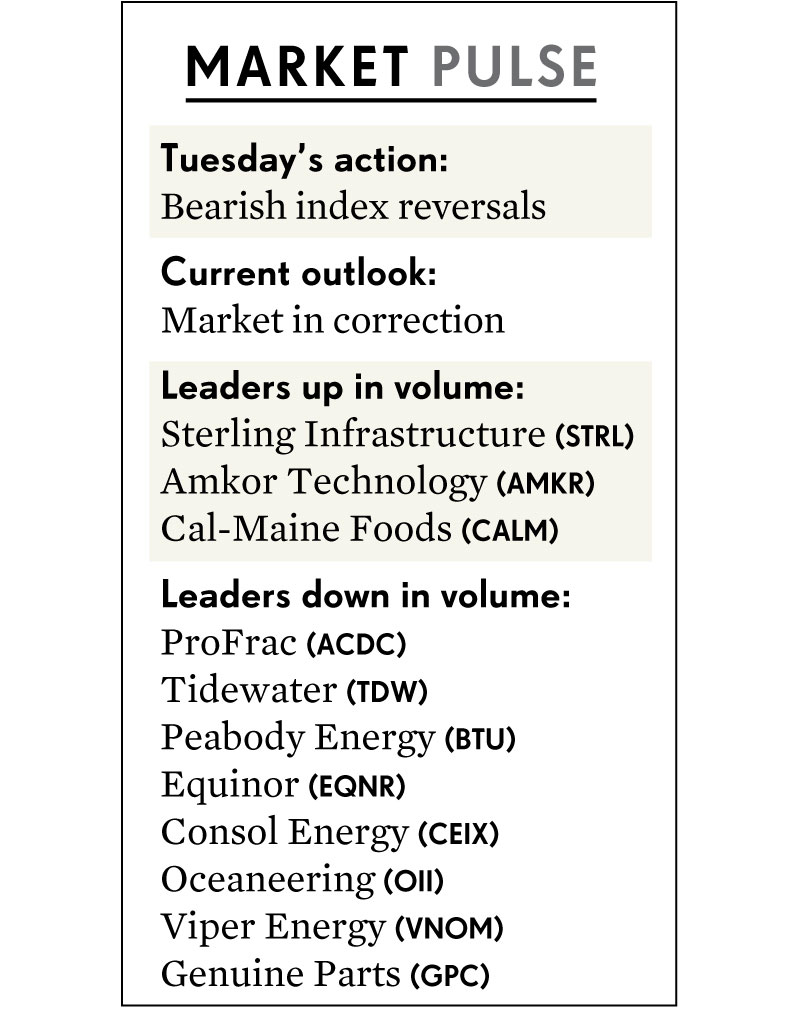 MARKET PULSE
Tuesday’s action:
Bearish index reversals
Current outlook:
Market in correction
Leaders up in volume:
Sterling Infrastructure (STRL)
Amkor Technology (AMKR)
Cal-Maine Foods (CALM)
Leaders down in volume:
ProFrac (ACDC)
Tidewater (TDW)
Peabody Energy (BTU)
Equinor (EQNR)
Consol Energy (CEIX)
Oceaneering (OII)
Viper Energy (VNOM)
Genuine Parts (GPC)